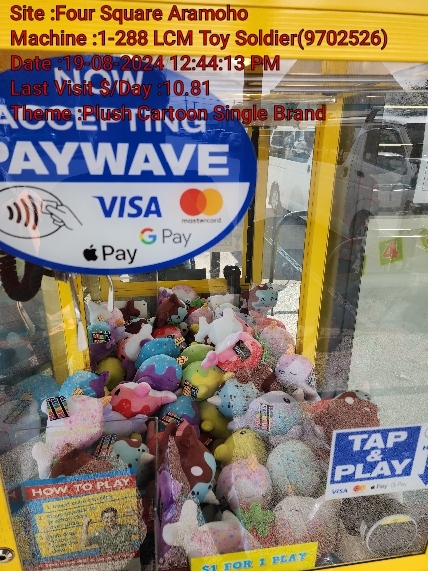 Site :Four Square Aramoho
Machine :1-288 LCM Toy Soldier(9702526)
Date :19-08-2024 12:44:13 PM
Last Visit $/Day :10.81
Theme :Plush Cartoon Single Brand
NOW
ACCEPTING
PAYWAVE
VISA
mastercard
G Pay
Pay
TAP
&
PLAY
VISA
Pay
HOW TO PLAY
$1 FOR 1 PLAY